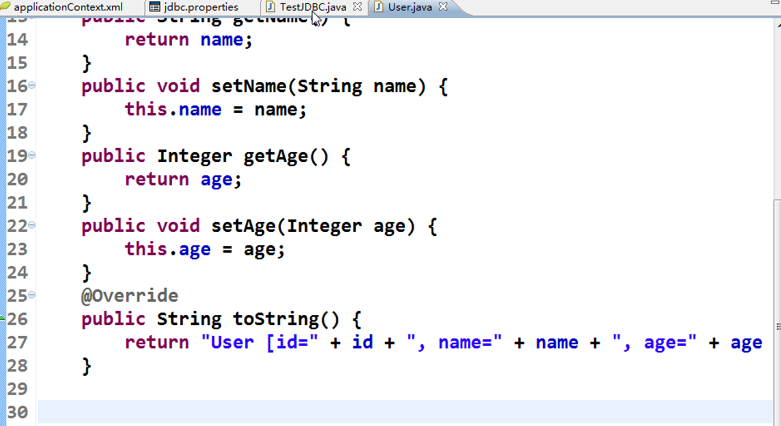 applicationContext.xml jdbc.properties TestJDBC.java User.java
13 public String getName() {
14 return name;
15 }
16 public void setName(String name) {
17 this.name = name;
18 }
19 public Integer getAge() {
20 return age;
21 }
22 public void setAge(Integer age) {
23 this.age = age;
24 }
25 @Override
26 public String toString() {
27 return "User [id=" + id + ", name=" + name + ", age=" + age
28 }
29
30